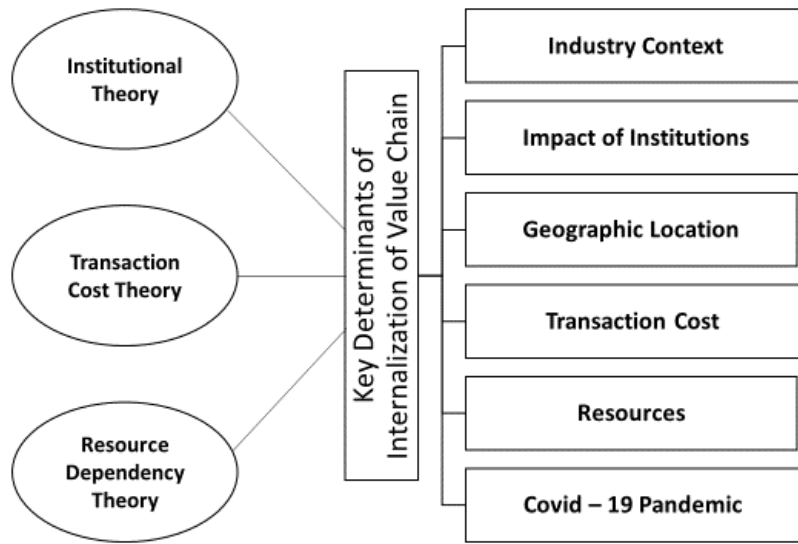 Institutional
Theory
Transaction
Cost Theory
Resource
Dependency
Theory
Key Determinants of
Internalization of Value Chain
Industry Context
Impact of Institutions
Geographic Location
Transaction Cost
Resources
Covid – 19 Pandemic